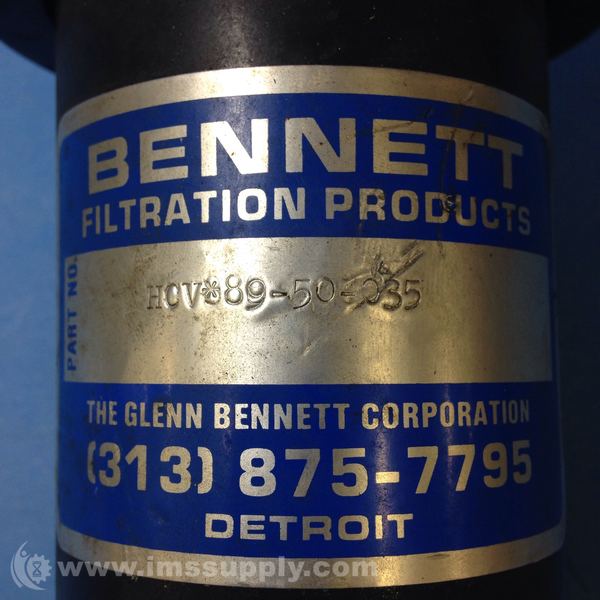 BENNETT
FILTRATION PRODUCTS
PART NO.
HCV*89-50-035
THE GLENN BENNETT CORPORATION
(313) 875-7795
DETROIT
www.imssupply.com